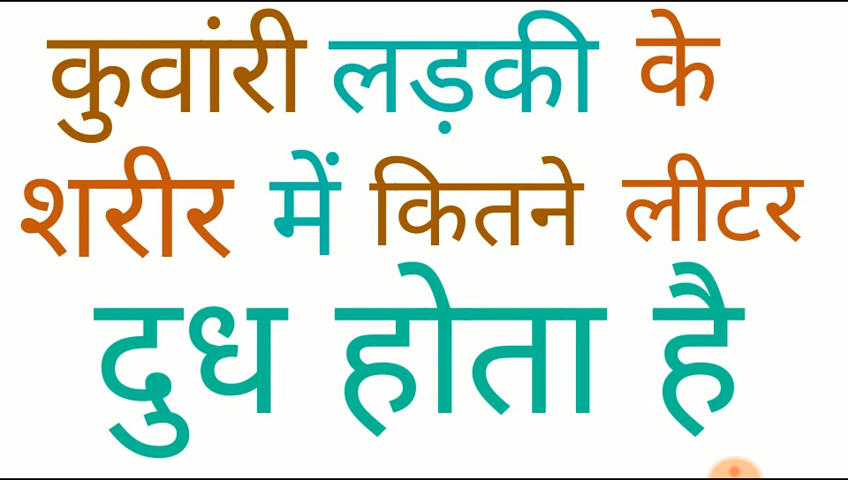 कुवांरी लड़की के
शरीर में कितने लीटर
दुध होता है